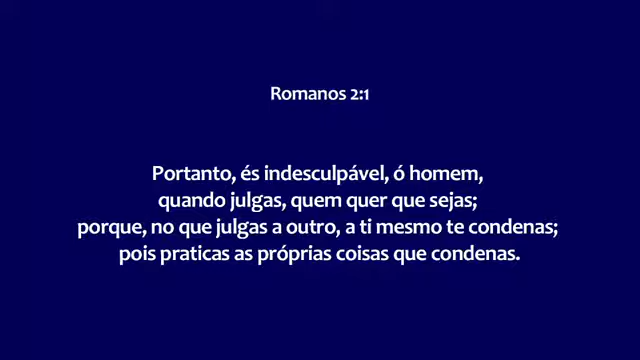 Romanos 2:1
Portanto, és indesculpável, ó homem,
quando julgas, quem quer que sejas;
porque, no que julgas a outro, a ti mesmo te condenas;
pois praticas as próprias coisas que condenas.